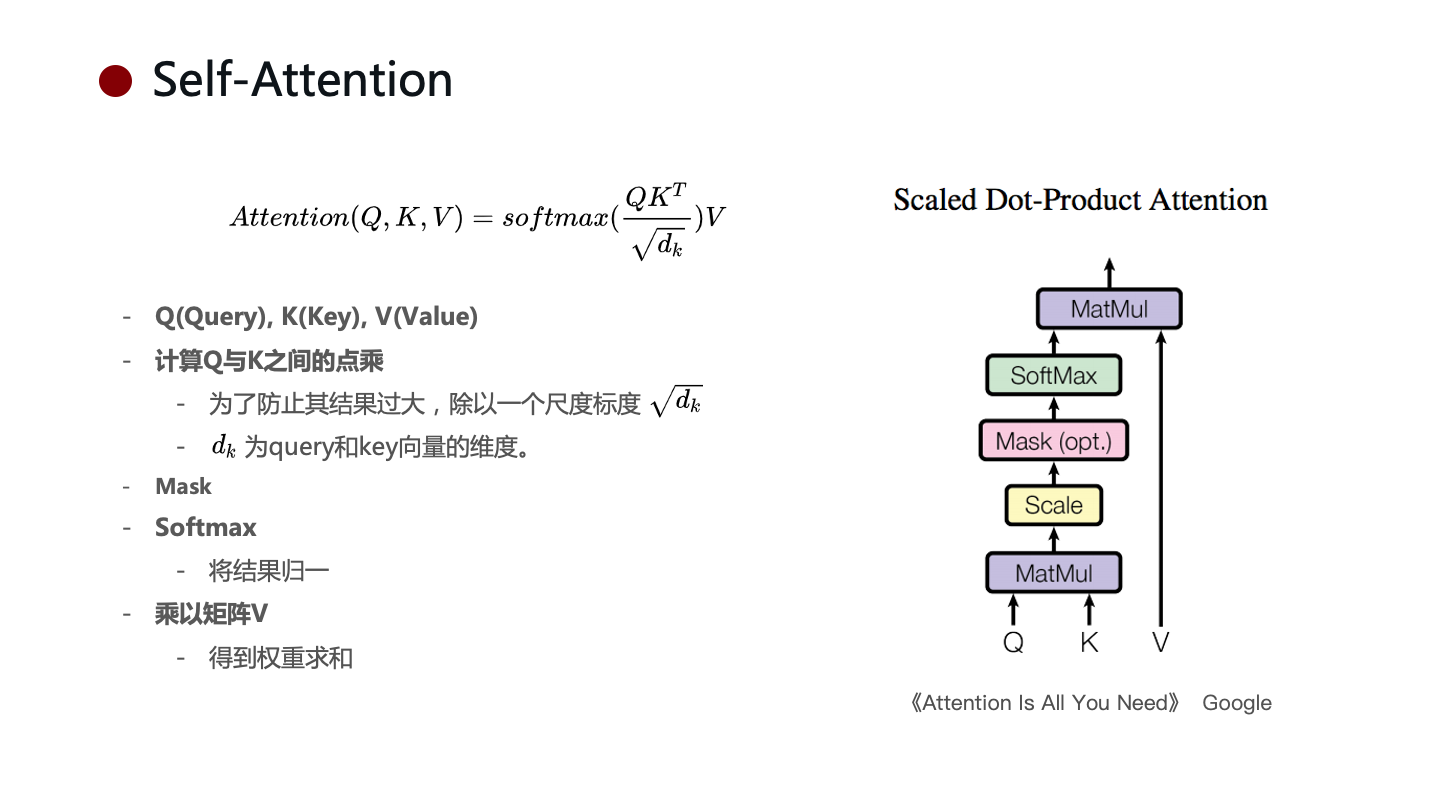 Self-Attention
Attention(Q, K, V) = softmax(\frac{QK^T}{\sqrt{d_k}})V
- Q(Query), K(Key), V(Value)
- 计算Q与K之间的点乘
- 为了防止其结果过大，除以一个尺度标度 \sqrt{d_k}
- d_k 为query和key向量的维度。
- Mask
- Softmax
- 将结果归一
- 乘以矩阵V
- 得到权重求和
Scaled Dot-Product Attention
MatMul
SoftMax
Mask (opt.)
Scale
MatMul
Q K V
《Attention Is All You Need》 Google